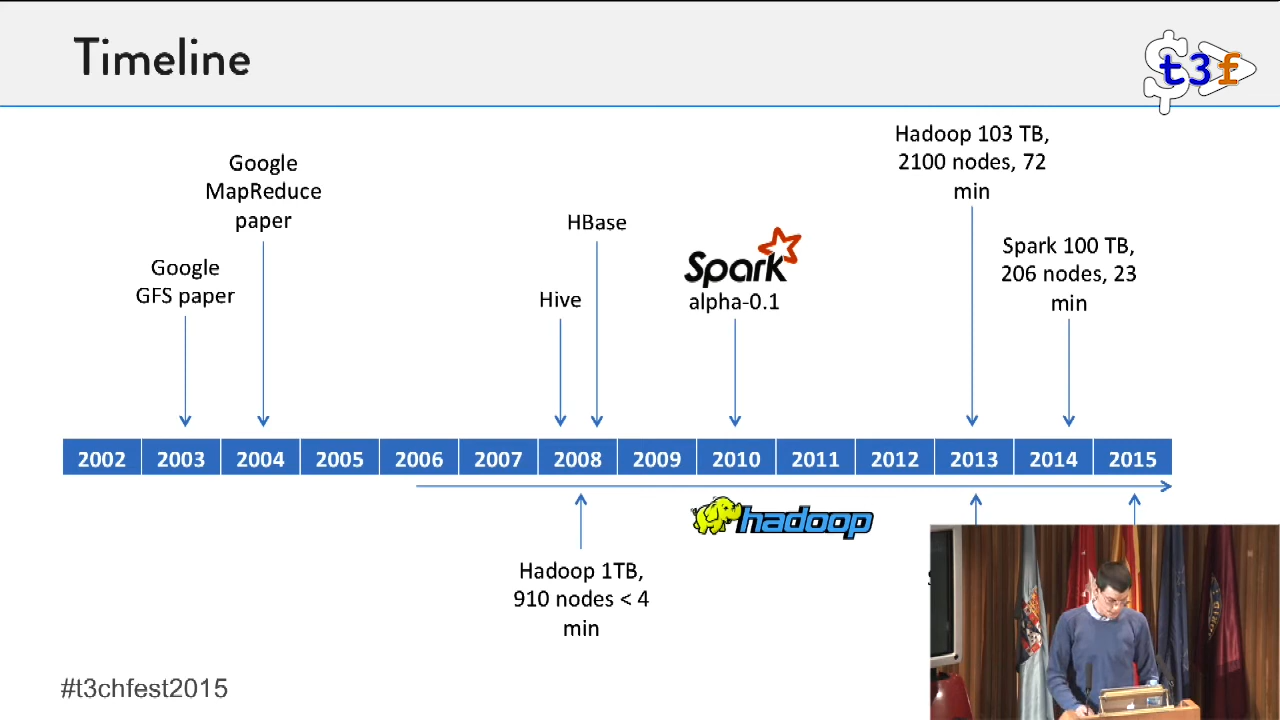 Timeline
t3f
Hadoop 103 TB,
2100 nodes, 72
min
Google
MapReduce
paper
HBase
Spark 100 TB,
206 nodes, 23
min
Google
GFS paper
Hive
Spark
alpha-0.1
2002 2003 2004 2005 2006 2007 2008 2009 2010 2011 2012 2013 2014 2015
hadoop
Hadoop 1TB,
910 nodes < 4
min
#t3chfest2015